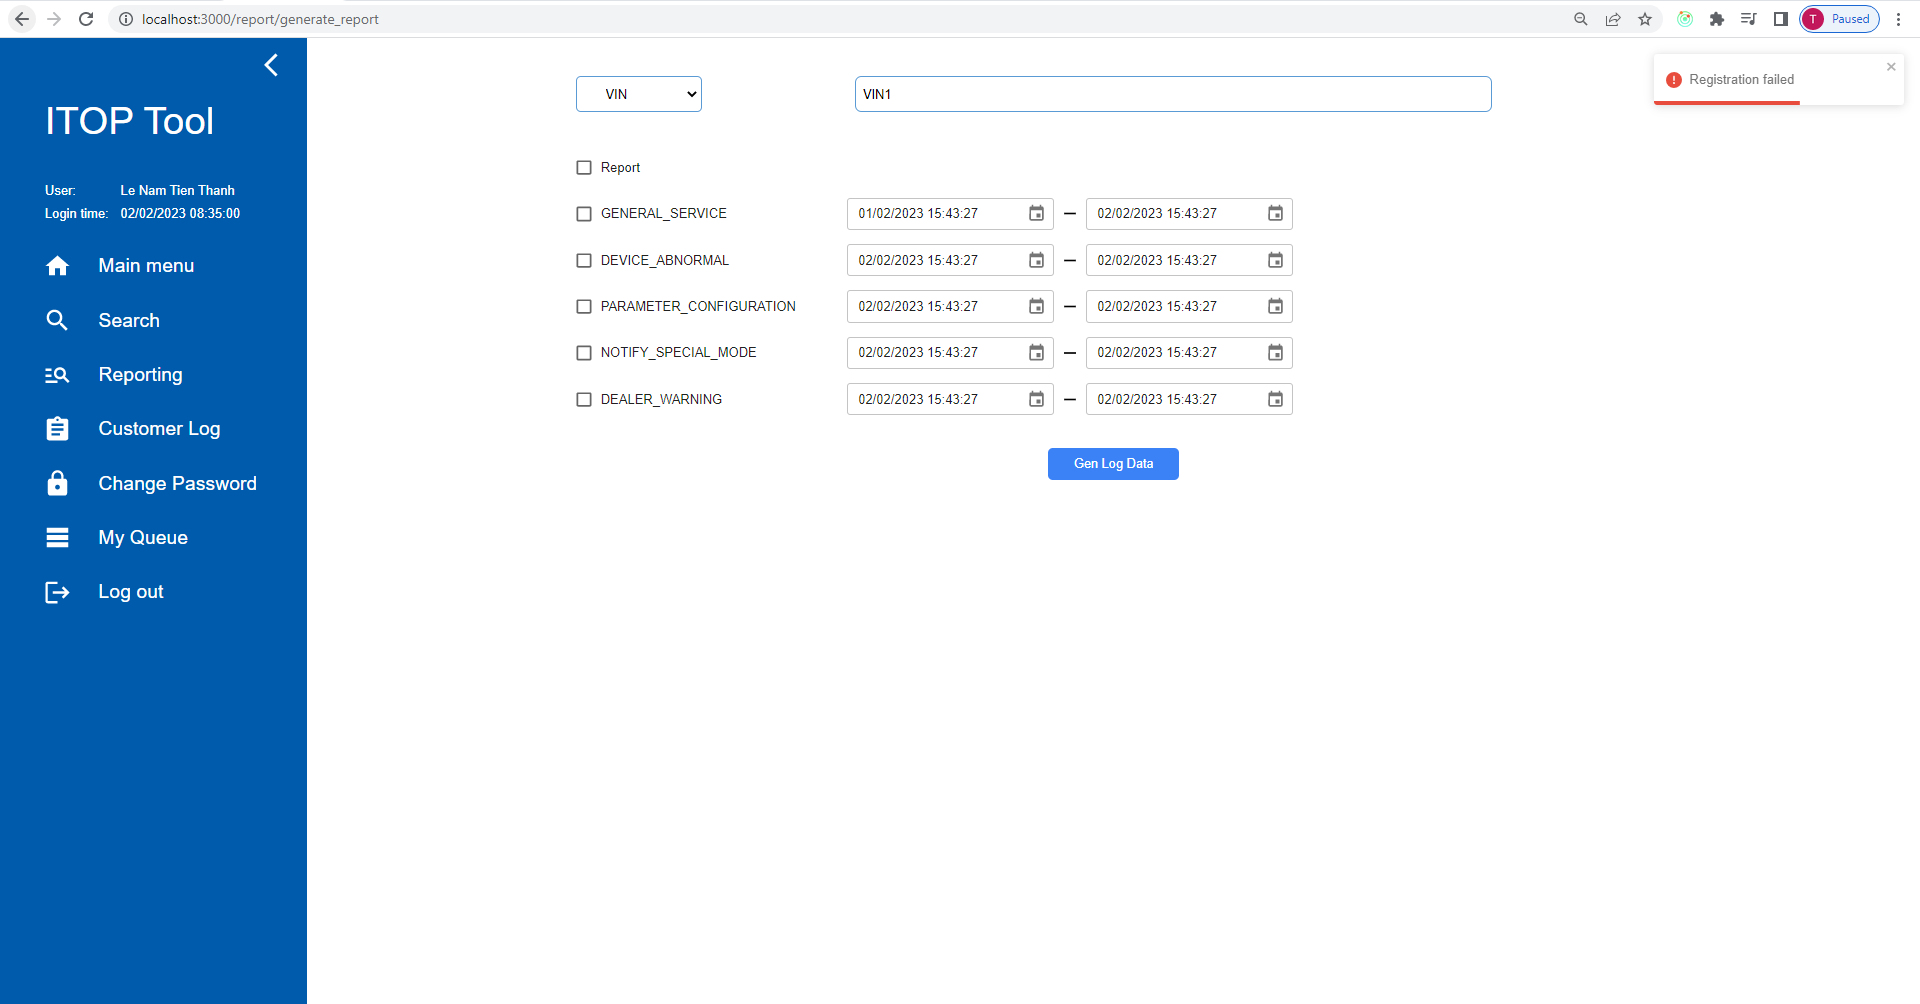 localhost:3000/report/generate_report
T Paused
ITOP Tool
User: Le Nam Tien Thanh
Login time: 02/02/2023 08:35:00
Main menu
Search
Reporting
Customer Log
Change Password
My Queue
Log out
VIN VIN1
Registration failed
Report
GENERAL_SERVICE 01/02/2023 15:43:27 — 02/02/2023 15:43:27
DEVICE_ABNORMAL 02/02/2023 15:43:27 — 02/02/2023 15:43:27
PARAMETER_CONFIGURATION 02/02/2023 15:43:27 — 02/02/2023 15:43:27
NOTIFY_SPECIAL_MODE 02/02/2023 15:43:27 — 02/02/2023 15:43:27
DEALER_WARNING 02/02/2023 15:43:27 — 02/02/2023 15:43:27
Gen Log Data